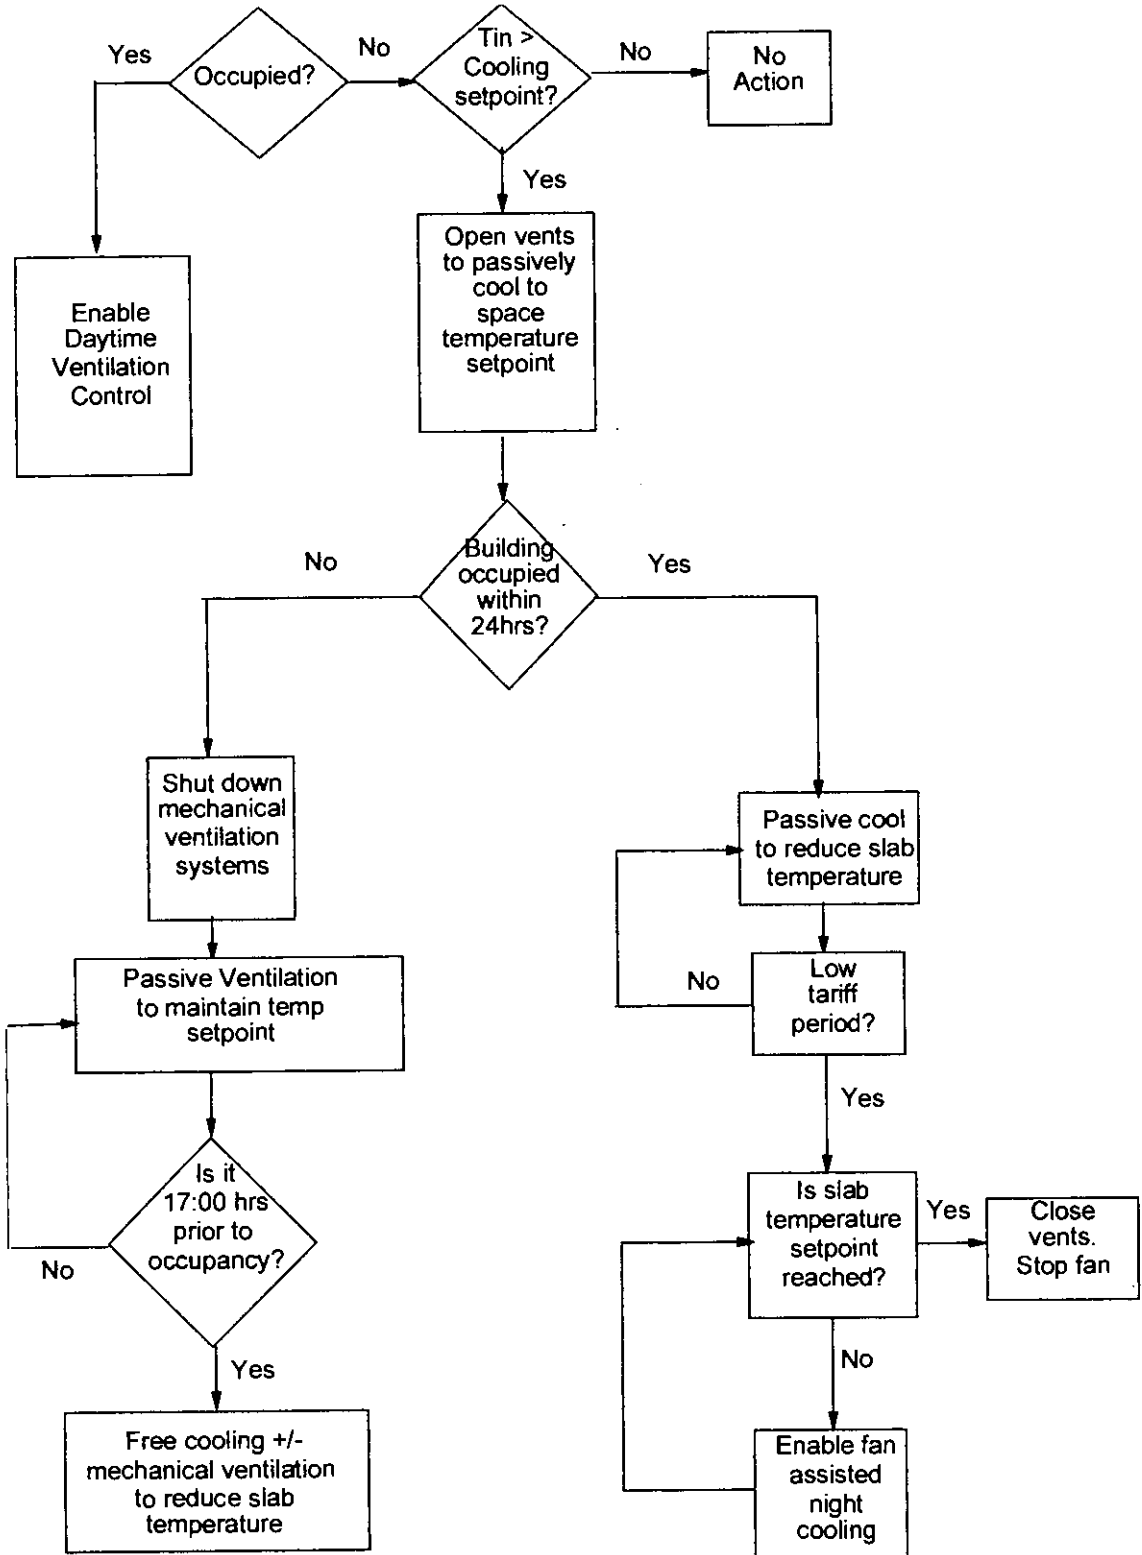 Yes
Occupied?
No
Tin >
Cooling
setpoint?
No
No
Action
Yes
Enable
Daytime
Ventilation
Control
Open vents
to passively
cool to
space
temperature
setpoint
No
Building
occupied
within
24hrs?
Yes
Shut down
mechanical
ventilation
systems
Passive Ventilation
to maintain temp
setpoint
Is it
17:00 hrs
prior to
occupancy?
No
Yes
Free cooling +/-
mechanical ventilation
to reduce slab
temperature
Passive cool
to reduce slab
temperature
No
Low
tariff
period?
Yes
Is slab
temperature
setpoint
reached?
Yes
Close
vents.
Stop fan
No
Enable fan
assisted
night
cooling